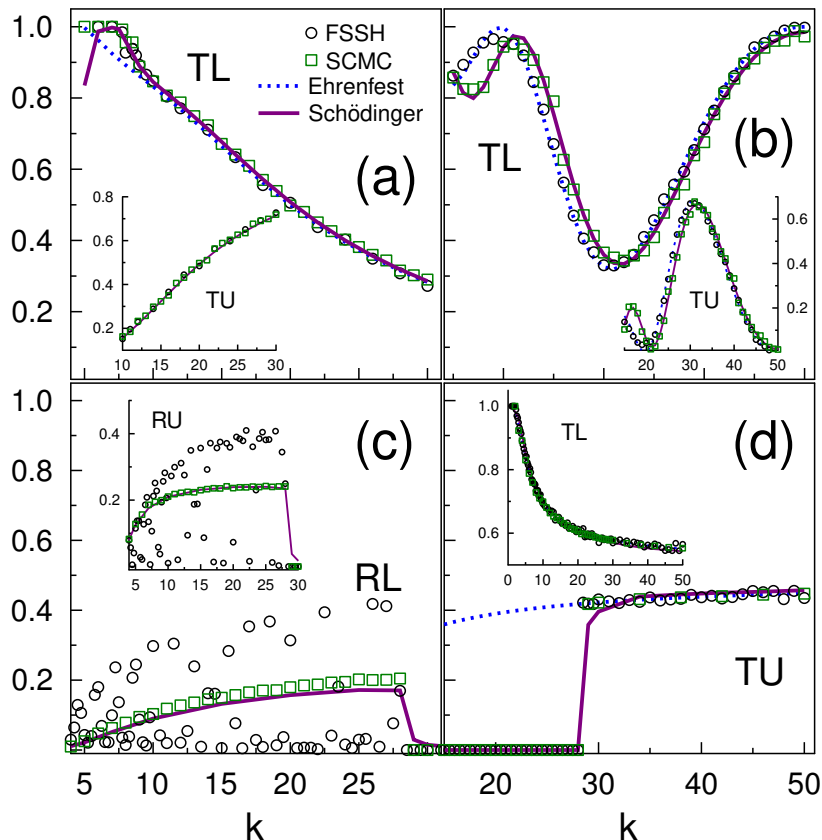 1.0
0.8
0.6
0.4
0.2
TL
FSSH
SCMC
Ehrenfest
Schödinger
(a)
0.8
0.6
0.4
0.2
TU
10 15 20 25 30
TL
(b)
0.6
0.4
0.2
TU
20 30 40 50
1.0
0.8
0.6
0.4
0.2
RU
(c)
0.4
0.2
5 10 15 20 25 30
RL
5 10 15 20 25
k
1.0
0.8
0.6
TL
(d)
0 10 20 30 40 50
TU
20 30 40 50
k